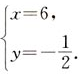 x=6,
y=-1/2.